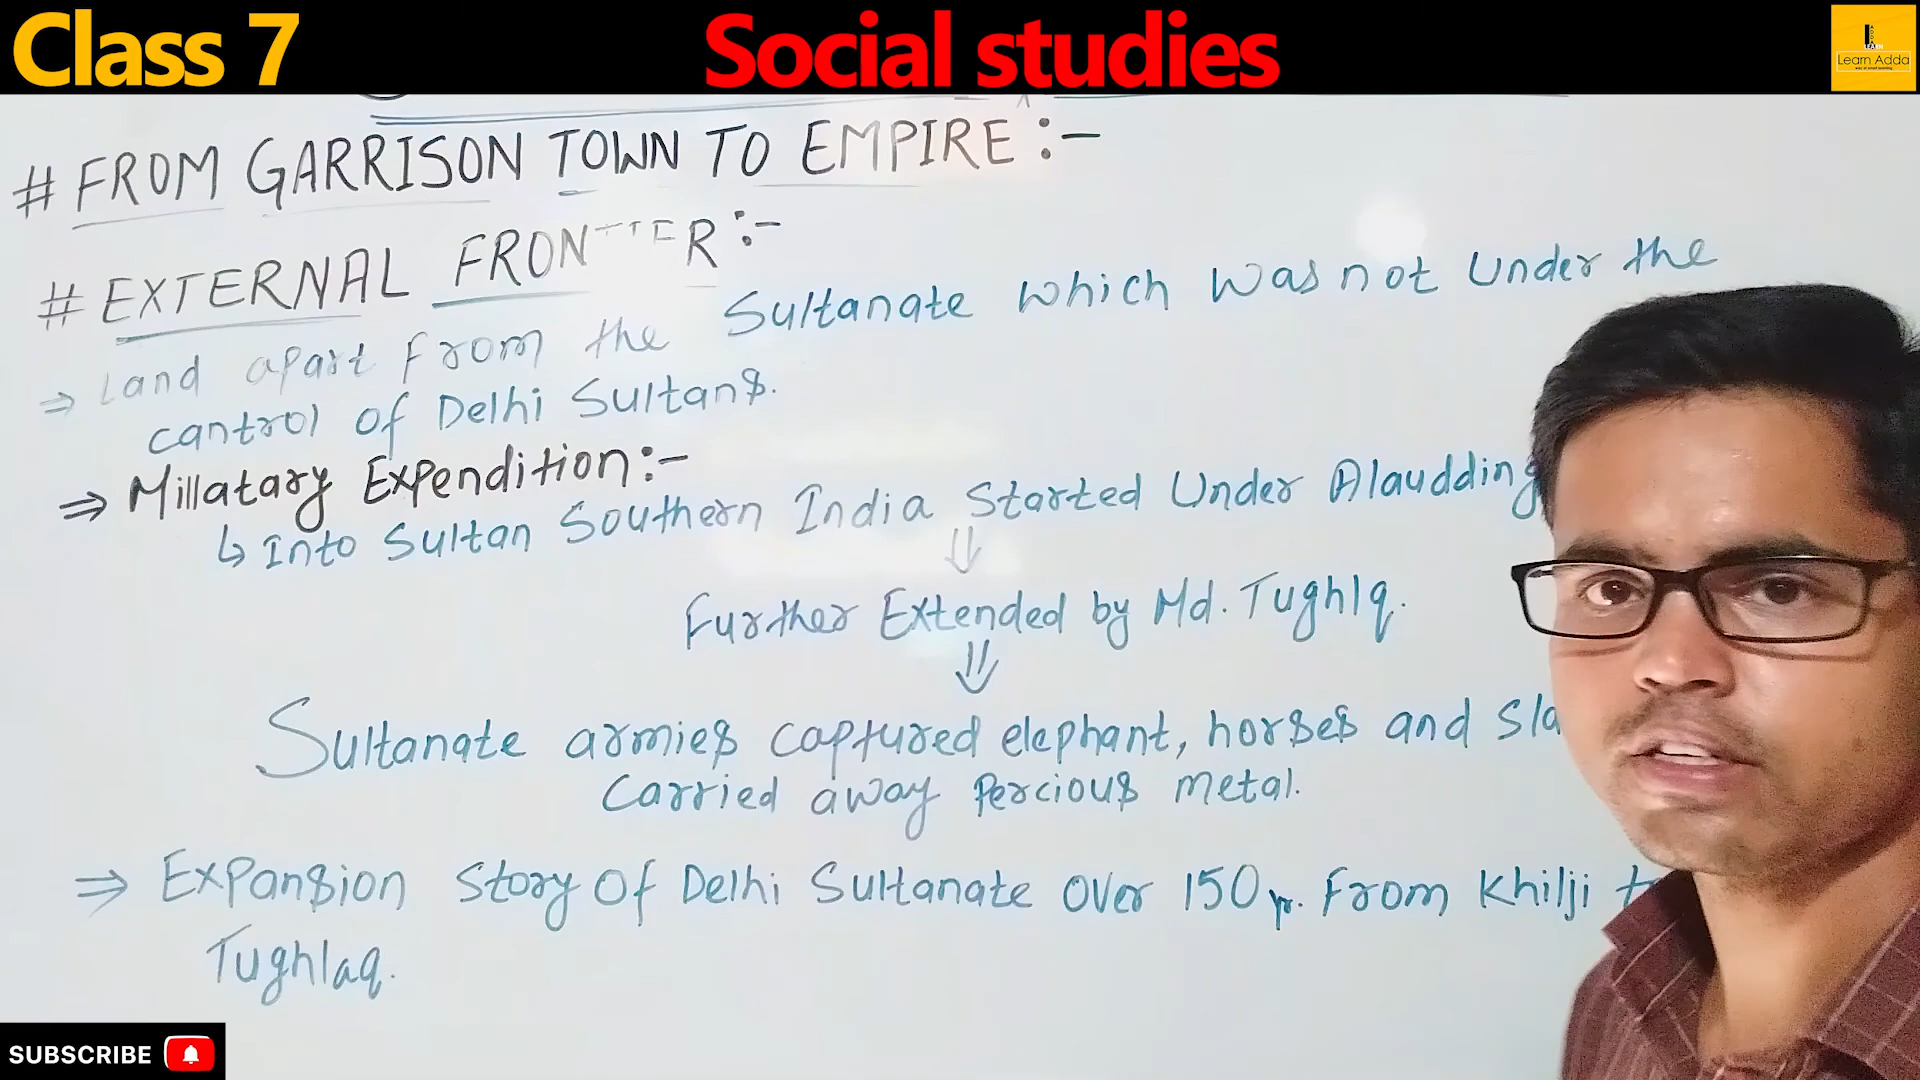 Class 7
Social studies
LEARN
Learn Adda
# FROM GARRISON TOWN TO EMPIRE :-
# EXTERNAL FRONTIER :-
⇒ Land apart from the Sultanate which was not under the
cantrol of Delhi Sultans.
⇒ Millatary Expendition :-
↳ Into Sultan Southern India Started Under Alauddin
⇓
Further Extended by Md. Tughlq.
⇓
Sultanate armies captured elephant, horses and
Carried away Percious metal.
⇒ Expansion Story Of Delhi Sultanate Over 150 yr. From Khilji
Tughlaq.
SUBSCRIBE